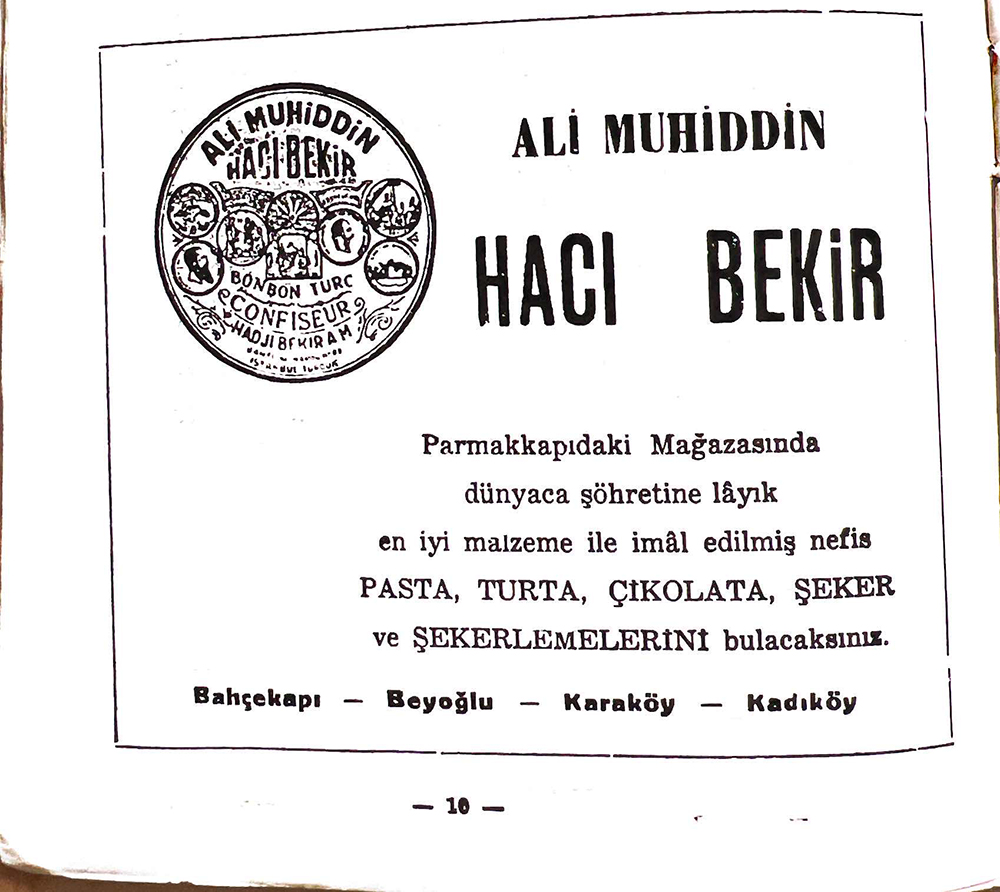 ALİ MUHİDDİN
HACI BEKİR
BONBON TURC
CONFISEUR
HADJI BEKIR A M
ALİ MUHİDDİN
HACI BEKİR
Parmakkapıdaki Mağazasında
dünyaca şöhretine lâyık
en iyi malzeme ile imâl edilmiş nefis
PASTA, TURTA, ÇİKOLATA, ŞEKER
ve ŞEKERLEMELERİNİ bulacaksınız.
Bahçekapı — Beyoğlu — Karaköy — Kadıköy
— 10 —